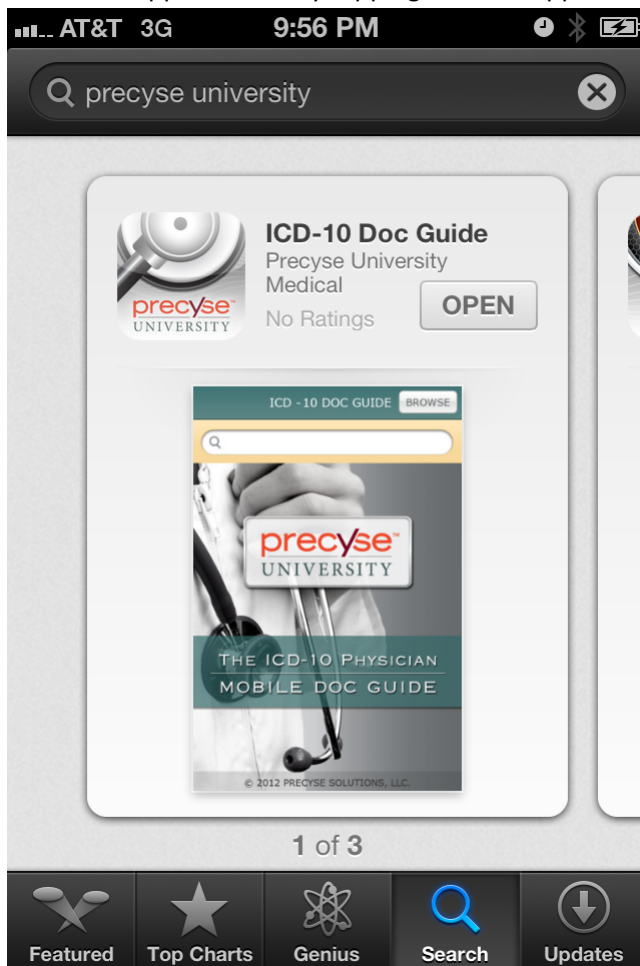 AT&T 3G 9:56 PM
precyse university
ICD-10 Doc Guide
Precyse University
Medical
No Ratings
OPEN
precyse™
UNIVERSITY
ICD - 10 DOC GUIDE BROWSE
precyse™
UNIVERSITY
THE ICD-10 PHYSICIAN
MOBILE DOC GUIDE
© 2012 PRECYSE SOLUTIONS, LLC.
1 of 3
Featured Top Charts Genius Search Updates